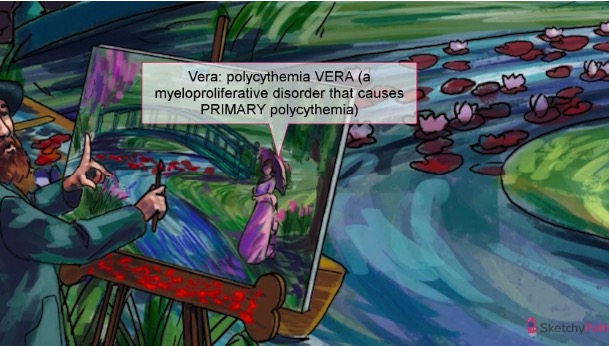 Vera: polycythemia VERA (a
myeloproliferative disorder that causes
PRIMARY polycythemia)
Sketchy